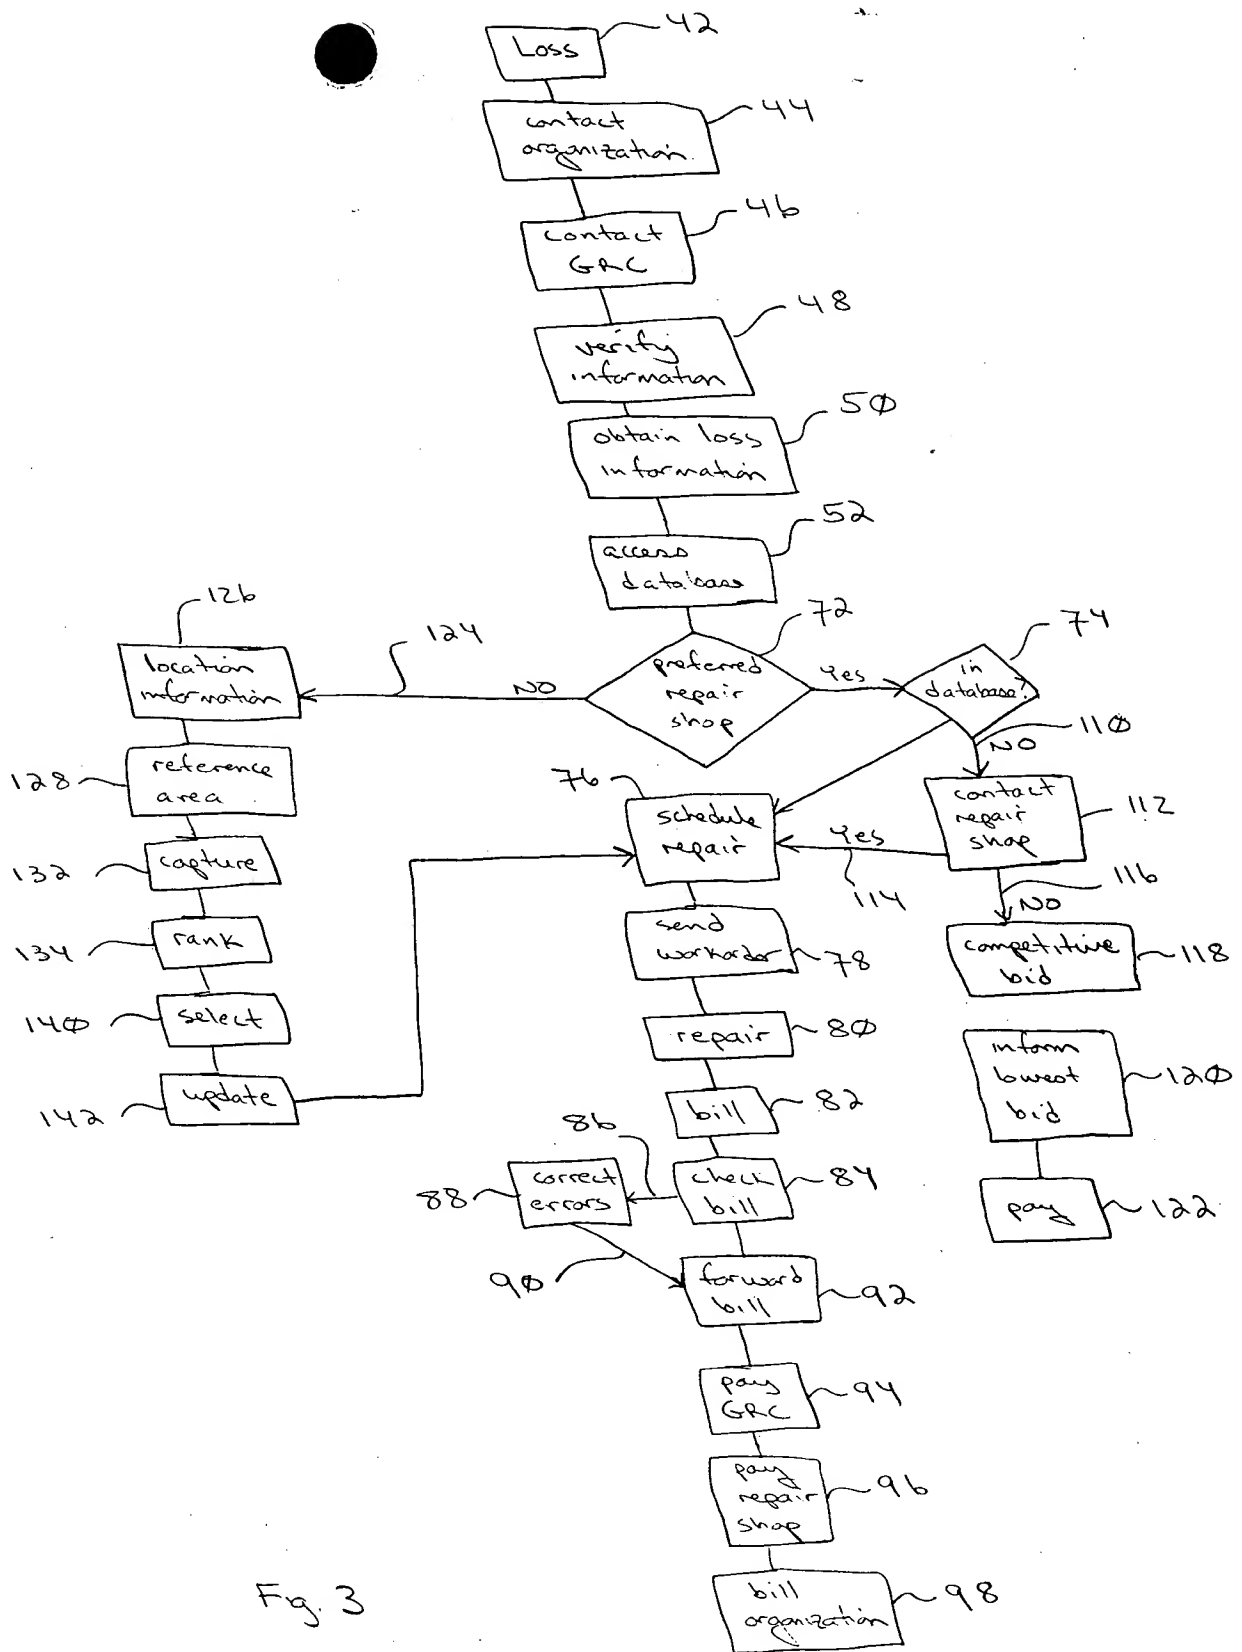 Loss
42
contact
organization.
44
contact
GRC
46
verify
information
48
obtain loss
information
50
access
database
52
preferred
repair
shop
72
Yes
in
database?
74
NO
124
location
information
126
reference
area
128
capture
132
rank
134
select
140
update
142
NO
110
contact
repair
shop
112
Yes
114
NO
116
competitive
bid
118
inform
lowest
bid
120
pay
122
schedule
repair
76
send
workorder
78
repair
80
bill
82
check
bill
84
86
correct
errors
88
90
forward
bill
92
pay
GRC
94
pay
repair
shop
96
bill
organization
98
Fig. 3